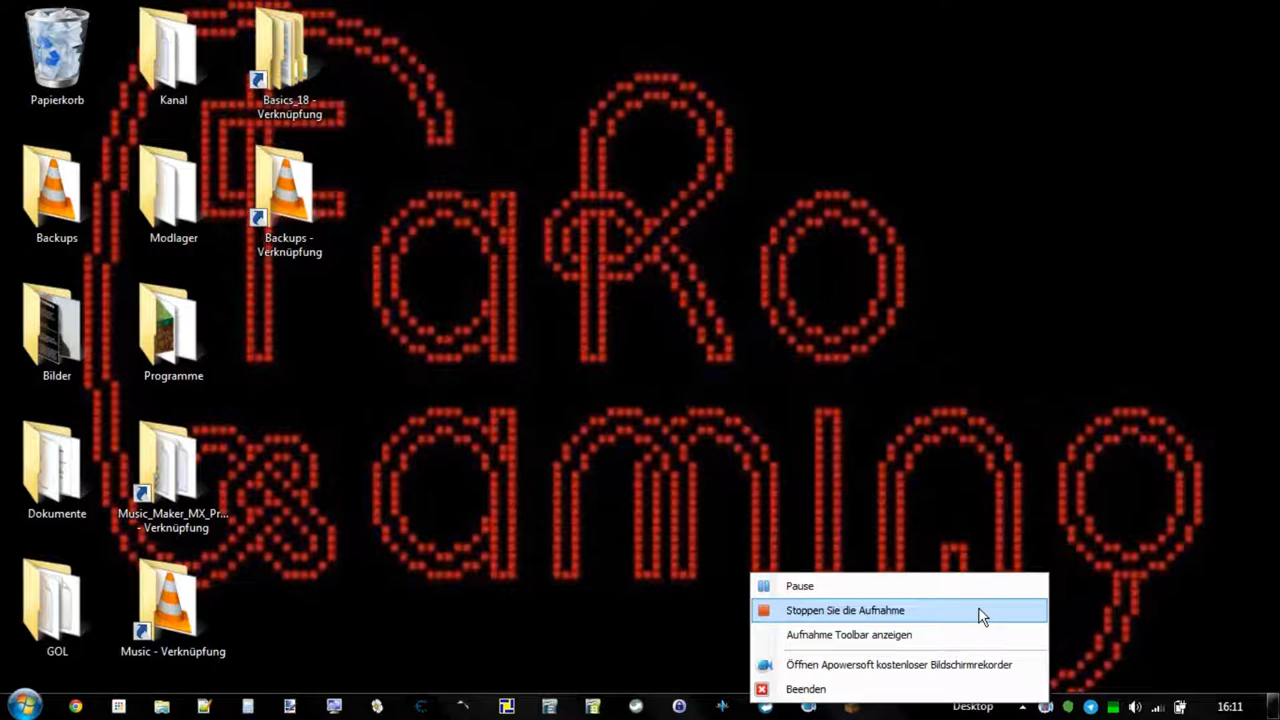 Papierkorb
Kanal
Basics_18 -
Verknüpfung
Backups
Modlager
Backups -
Verknüpfung
Bilder
Programme
Dokumente
Music_Maker_MX_Pr...
- Verknüpfung
GOL
Music - Verknüpfung
FaKo
Gaming
Pause
Stoppen Sie die Aufnahme
Aufnahme Toolbar anzeigen
Öffnen Apowersoft kostenloser Bildschirmrekorder
Beenden
Desktop
16:11